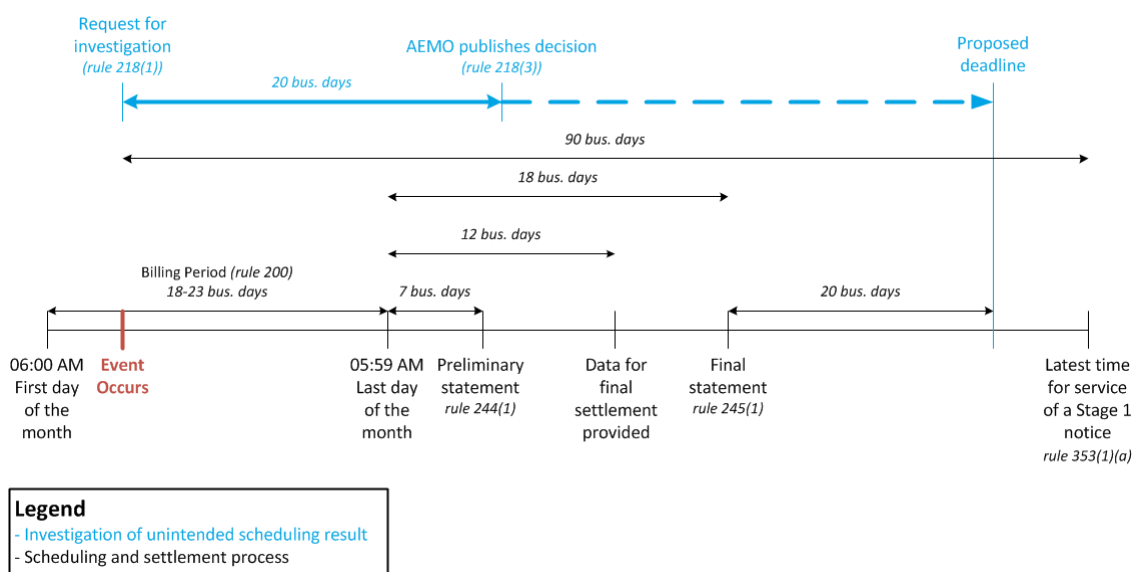 Request for
investigation
(rule 218(1))
AEMO publishes decision
(rule 218(3))
Proposed
deadline
20 bus. days
90 bus. days
18 bus. days
12 bus. days
Billing Period (rule 200)
18-23 bus. days
7 bus. days
20 bus. days
06:00 AM
First day
of the
month
Event
Occurs
05:59 AM
Last day
of the
month
Preliminary
statement
rule 244(1)
Data for
final
settlement
provided
Final
statement
rule 245(1)
Latest time
for service
of a Stage 1
notice
rule 353(1)(a)
Legend
- Investigation of unintended scheduling result
- Scheduling and settlement process